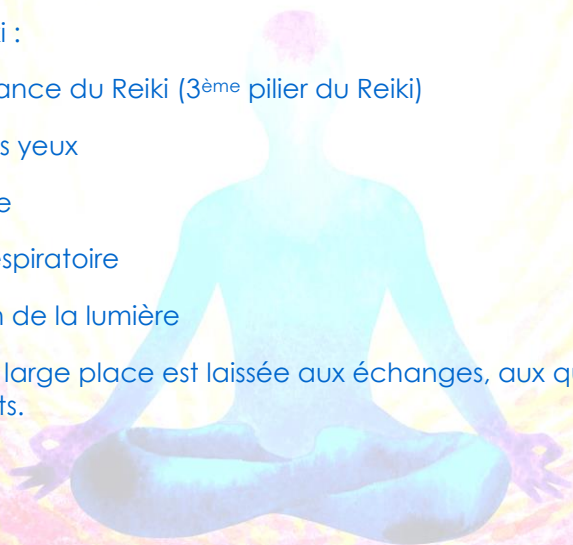 i :
ance du Reiki (3ème pilier du Reiki)
s yeux
e
espiratoire
n de la lumière
large place est laissée aux échanges, aux q
ts.